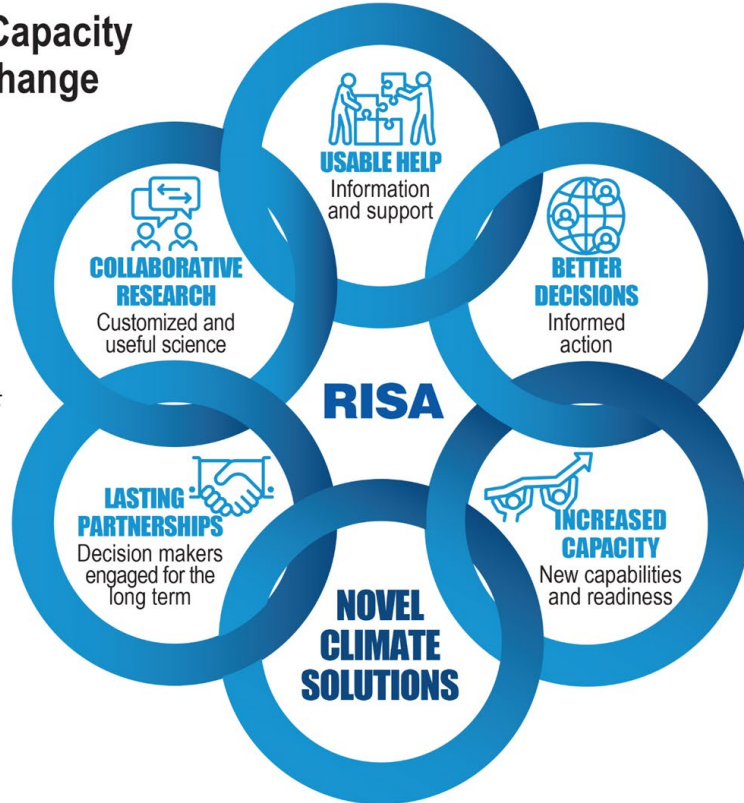 Capacity
hange
USABLE HELP
Information
and support
COLLABORATIVE
RESEARCH
Customized and
useful science
BETTER
DECISIONS
Informed
action
RISA
LASTING
PARTNERSHIPS
Decision makers
engaged for the
long term
INCREASED
CAPACITY
New capabilities
and readiness
NOVEL
CLIMATE
SOLUTIONS